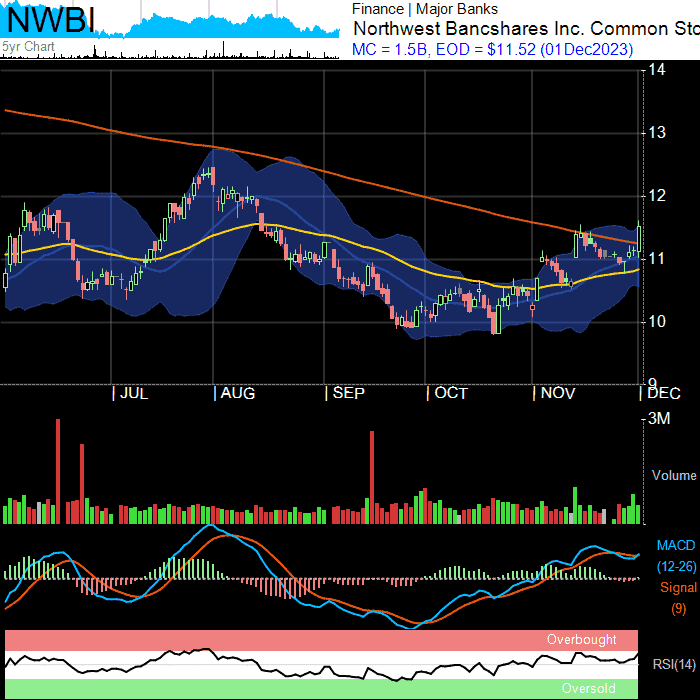 NWBI
5yr Chart
Finance | Major Banks
Northwest Bancshares Inc. Common Sto
MC = 1.5B, EOD = $11.52 (01Dec2023)
14
13
12
11
10
9
| JUL | AUG | SEP | OCT | NOV | DEC
3M
Volume
MACD
(12-26)
Signal
(9)
Overbought
RSI(14)
Oversold